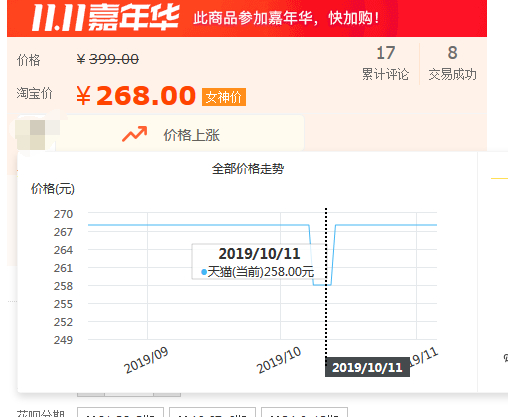 11.11嘉年华 此商品参加嘉年华，快加购！
价格 ¥399.00
17 8
累计评论 交易成功
淘宝价 ¥268.00 女神价
价格上涨
全部价格走势
价格(元)
270
267
264
261
258
255
252
249
2019/10/11
天猫(当前)258.00元
2019/09
2019/10
2019/10/11
花呗分期